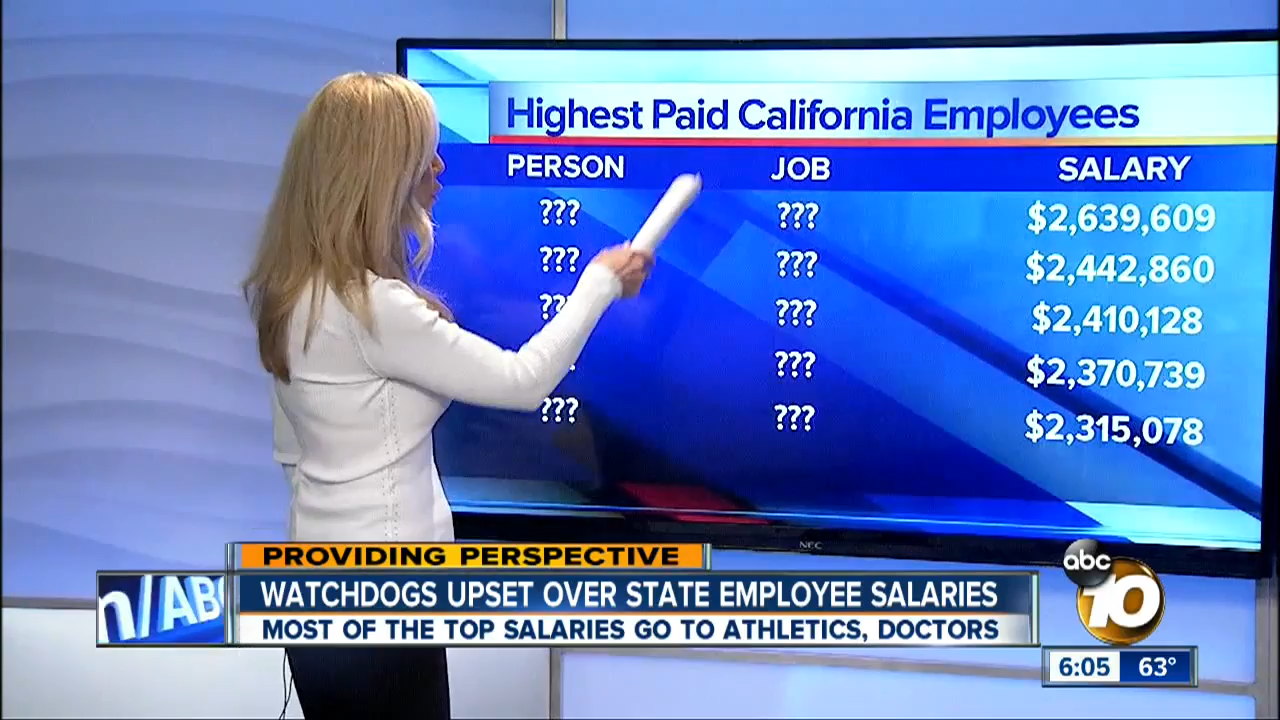 Highest Paid California Employees
PERSON JOB SALARY
??? ??? $2,639,609
??? ??? $2,442,860
??? ??? $2,410,128
??? $2,370,739
??? ??? $2,315,078
NEC
PROVIDING PERSPECTIVE
WATCHDOGS UPSET OVER STATE EMPLOYEE SALARIES
MOST OF THE TOP SALARIES GO TO ATHLETICS, DOCTORS
n/AB
abc
10
6:05 63°